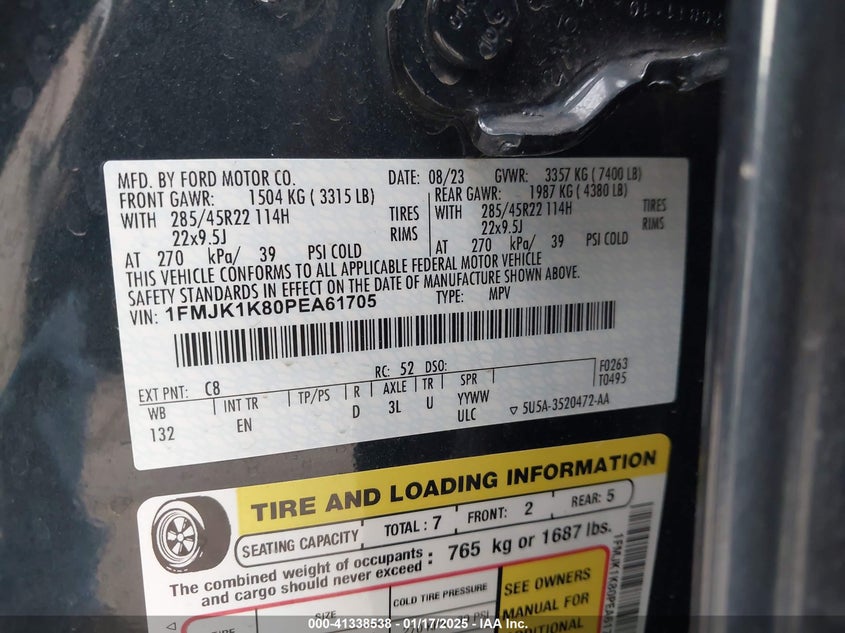 MFD. BY FORD MOTOR CO. DATE: 08/23 GVWR: 3357 KG ( 7400 LB)
FRONT GAWR: 1504 KG ( 3315 LB) REAR GAWR: 1987 KG ( 4380 LB)
WITH 285/45R22 114H TIRES WITH 285/45R22 114H TIRES
22x9.5J RIMS 22x9.5J RIMS
AT 270 kPa/ 39 PSI COLD AT 270 kPa/ 39 PSI COLD
THIS VEHICLE CONFORMS TO ALL APPLICABLE FEDERAL MOTOR VEHICLE
SAFETY STANDARDS IN EFFECT ON THE DATE OF MANUFACTURE SHOWN ABOVE.
VIN: 1FMJK1K80PEA61705 TYPE: MPV
EXT PNT: C8 RC: 52 DSO: F0263
T0495
WB INT TR TP/PS R AXLE TR SPR
132 EN D 3L U YYWW
ULC ▽ 5U5A-3520472-AA
TIRE AND LOADING INFORMATION
SEATING CAPACITY TOTAL : 7 FRONT: 2 REAR: 5
The combined weight of occupants
and cargo should never exceed : 765 kg or 1687 lbs.
SIZE COLD TIRE PRESSURE SEE OWNERS
MANUAL FOR
000-41338538 - 01/17/2025 - IAA Inc.